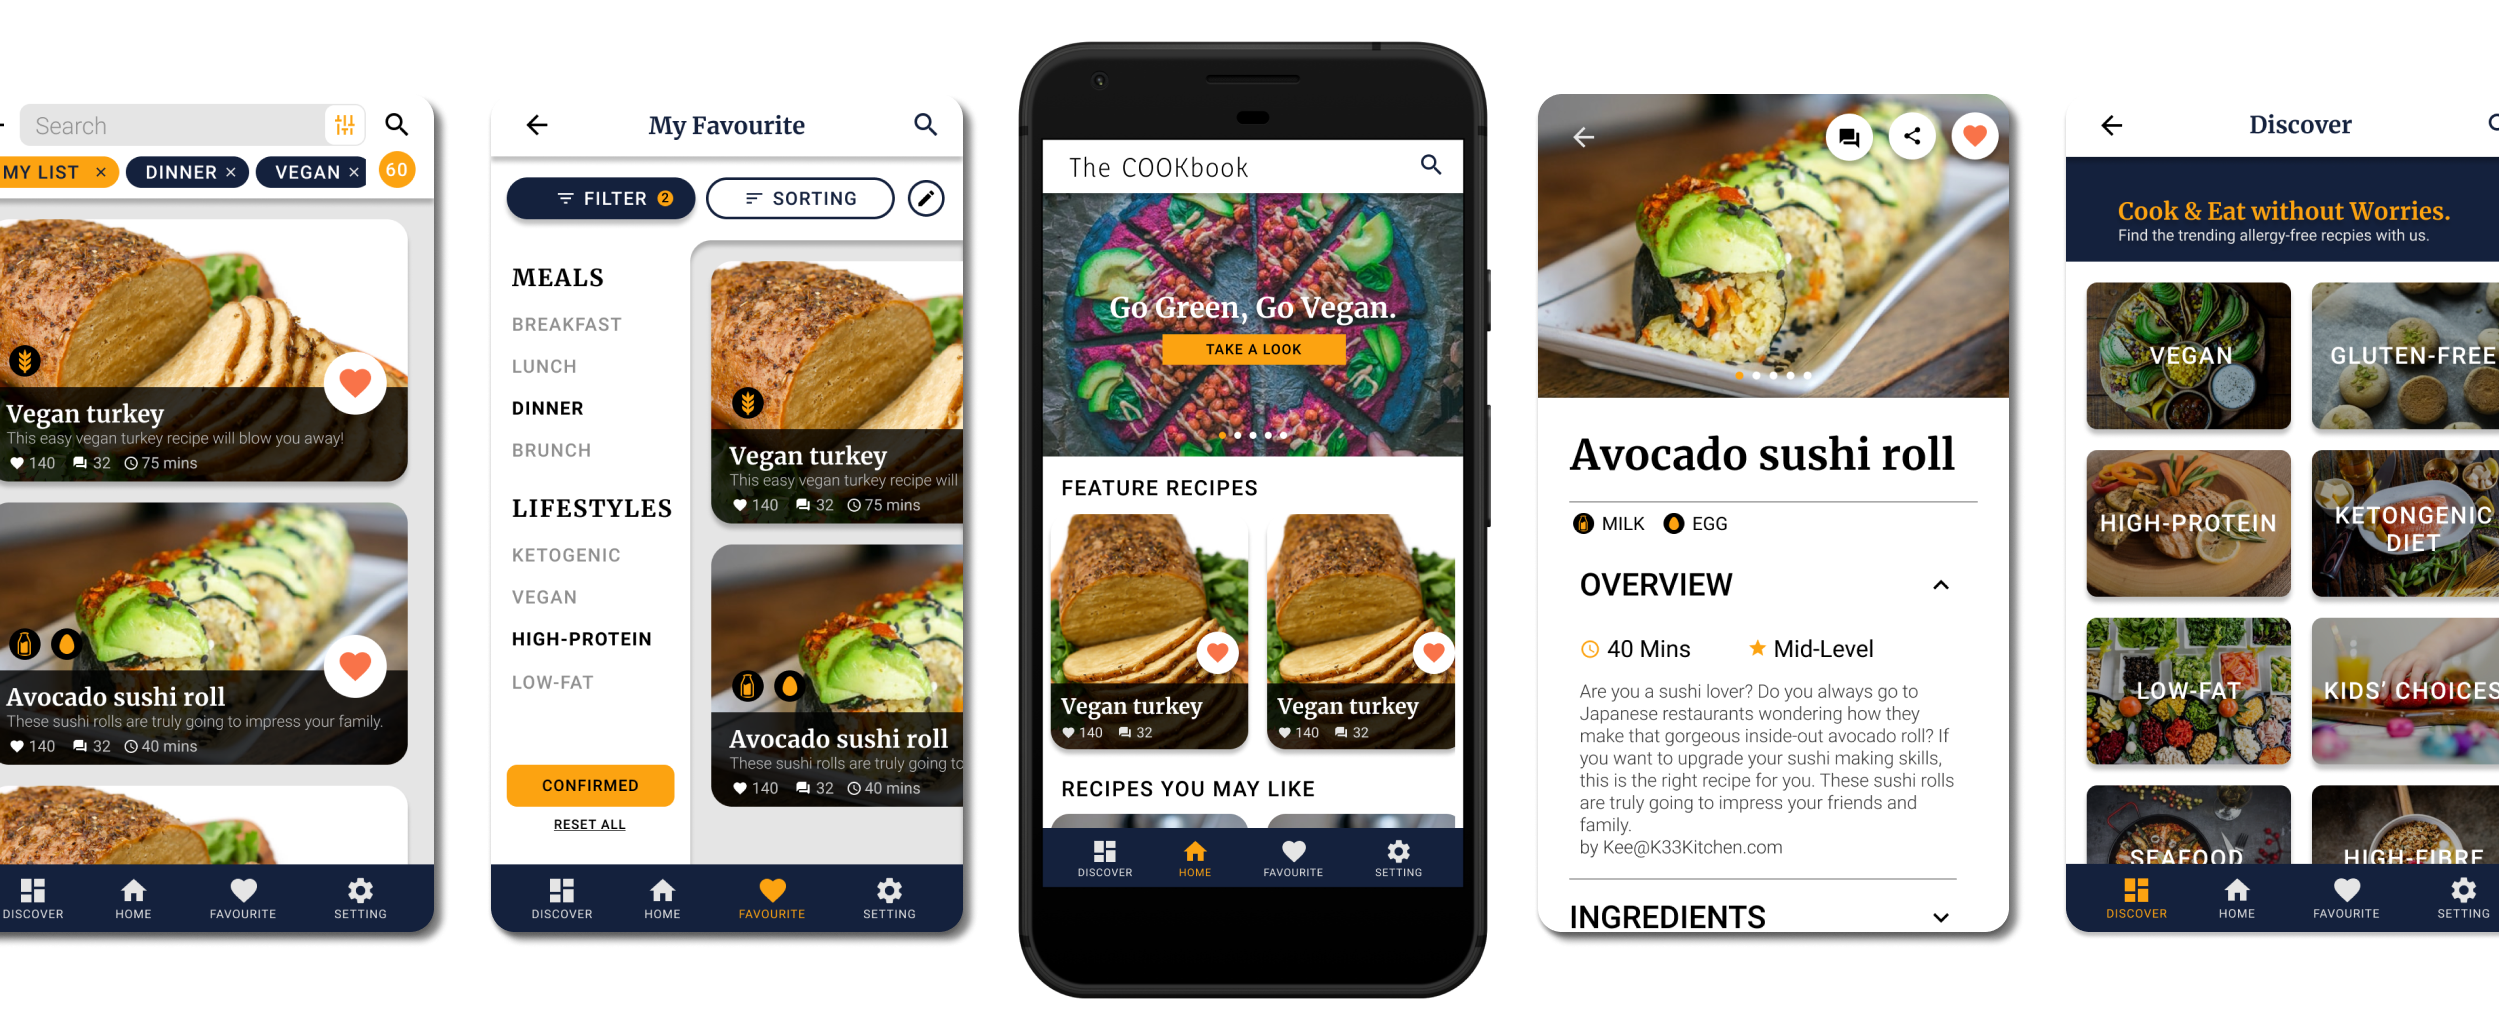 Search
MY LIST ×
DINNER ×
VEGAN ×
60
Vegan turkey
This easy vegan turkey recipe will blow you away!
140 32 75 mins
Avocado sushi roll
These sushi rolls are truly going to impress your family.
140 32 40 mins
DISCOVER HOME FAVOURITE SETTING
My Favourite
FILTER 2
SORTING
MEALS
BREAKFAST
LUNCH
DINNER
BRUNCH
LIFESTYLES
KETOGENIC
VEGAN
HIGH-PROTEIN
LOW-FAT
CONFIRMED
RESET ALL
Vegan turkey
This easy vegan turkey recipe will
140 32 75 mins
Avocado sushi roll
These sushi rolls are truly going to
140 32 40 mins
DISCOVER HOME FAVOURITE SETTING
The COOKbook
Go Green, Go Vegan.
TAKE A LOOK
FEATURE RECIPES
Vegan turkey
140 32
Vegan turkey
140 32
RECIPES YOU MAY LIKE
DISCOVER HOME FAVOURITE SETTING
Avocado sushi roll
MILK EGG
OVERVIEW
40 Mins Mid-Level
Are you a sushi lover? Do you always go to
Japanese restaurants wondering how they
make that gorgeous inside-out avocado roll? If
you want to upgrade your sushi making skills,
this is the right recipe for you. These sushi rolls
are truly going to impress your friends and
family.
by Kee@K33Kitchen.com
INGREDIENTS
Discover
Cook & Eat without Worries.
Find the trending allergy-free recpies with us.
VEGAN
GLUTEN-FREE
HIGH-PROTEIN
KETONGENIC
DIET
LOW-FAT
KIDS' CHOICES
SEAFOOD
HIGH-FIBRE
DISCOVER HOME FAVOURITE SETTING